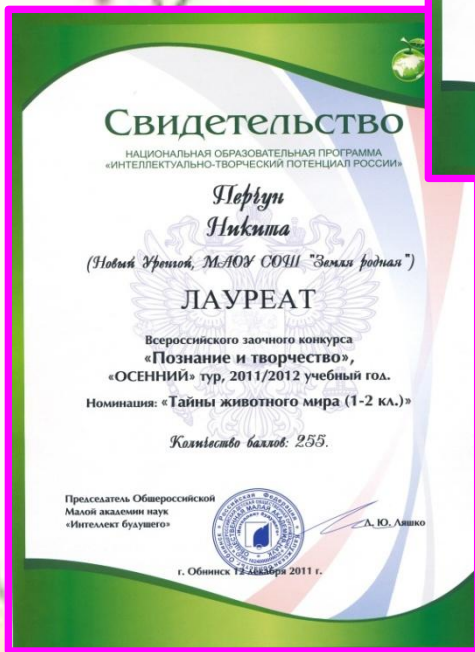 Свидетельство
НАЦИОНАЛЬНАЯ ОБРАЗОВАТЕЛЬНАЯ ПРОГРАММА
«ИНТЕЛЛЕКТУАЛЬНО-ТВОРЧЕСКИЙ ПОТЕНЦИАЛ РОССИИ»
Перчун
Никита
(Новый Уренгой, МАОУ СОШ "Земля родная")
ЛАУРЕАТ
Всероссийского заочного конкурса
«Познание и творчество»,
«ОСЕННИЙ» тур, 2011/2012 учебный год.
Номинация: «Тайны животного мира (1-2 кл.)»
Количество баллов: 255.
Председатель Общероссийской
Малой академии наук
«Интеллект будущего»
Л. Ю. Ляшко
г. Обнинск 12 декабря 2011 г.